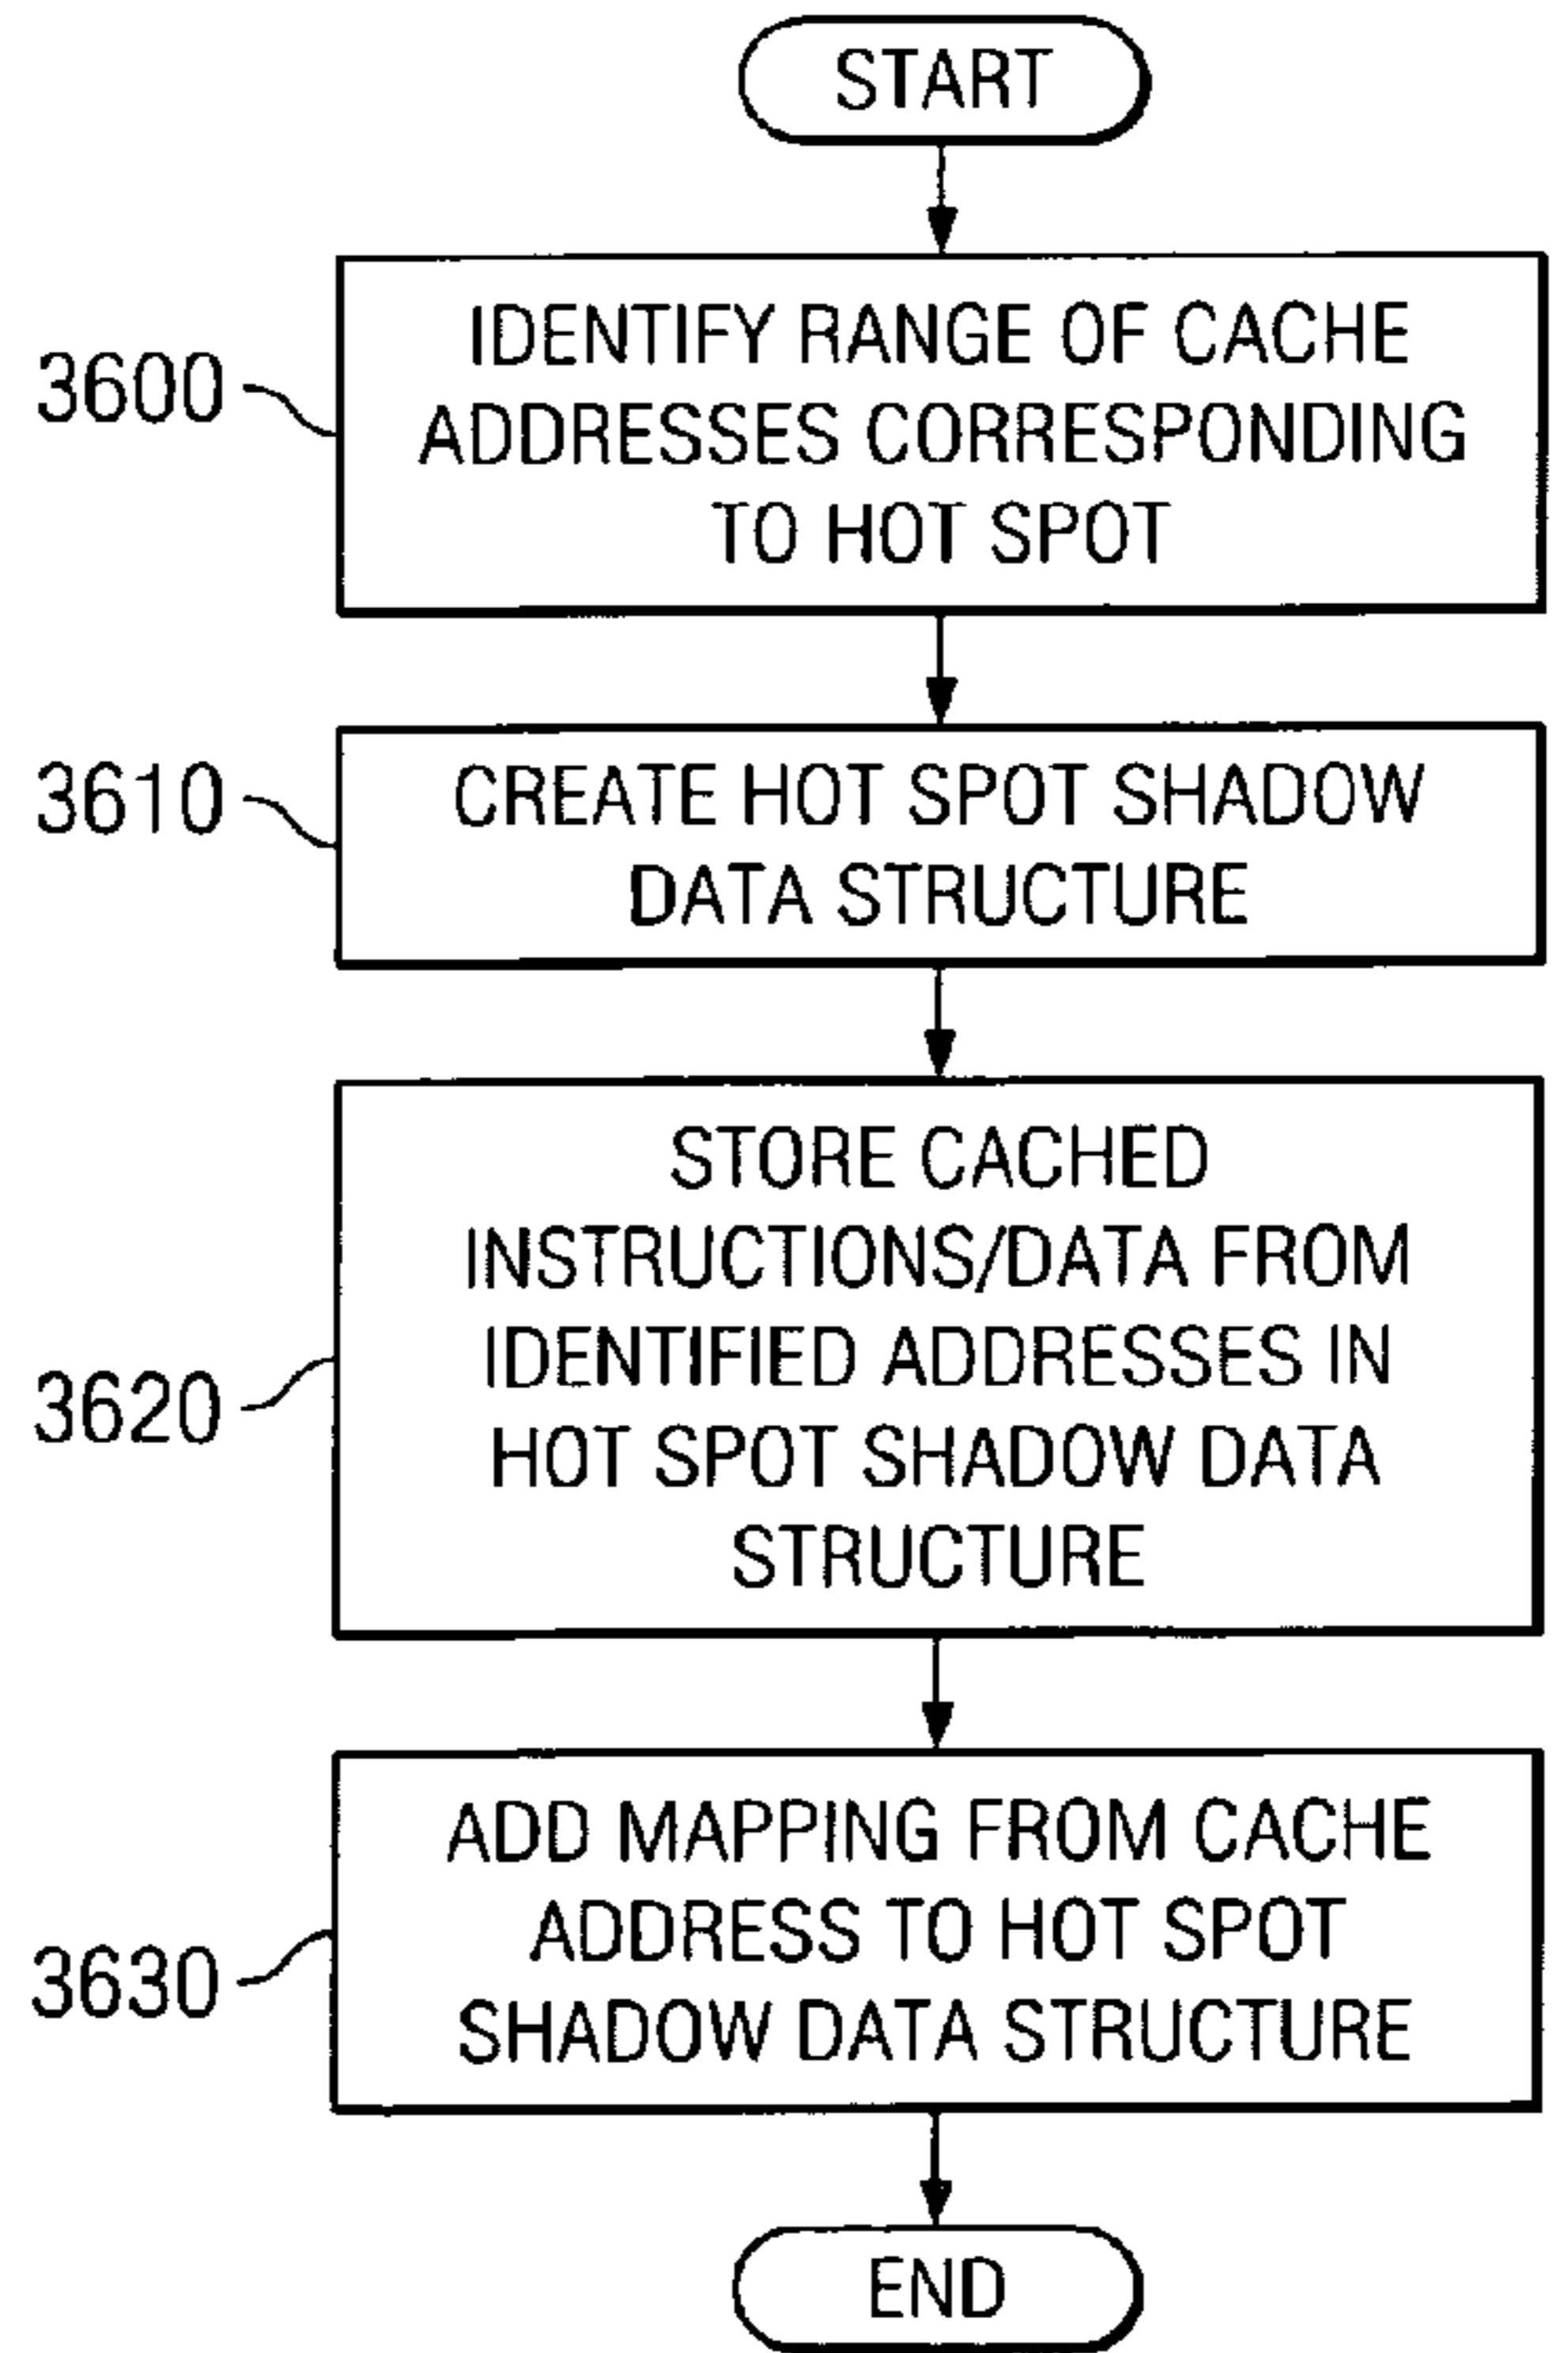 START
3600
IDENTIFY RANGE OF CACHE
ADDRESSES CORRESPONDING
TO HOT SPOT
3610
CREATE HOT SPOT SHADOW
DATA STRUCTURE
3620
STORE CACHED
INSTRUCTIONS/DATA FROM
IDENTIFIED ADDRESSES IN
HOT SPOT SHADOW DATA
STRUCTURE
3630
ADD MAPPING FROM CACHE
ADDRESS TO HOT SPOT
SHADOW DATA STRUCTURE
END